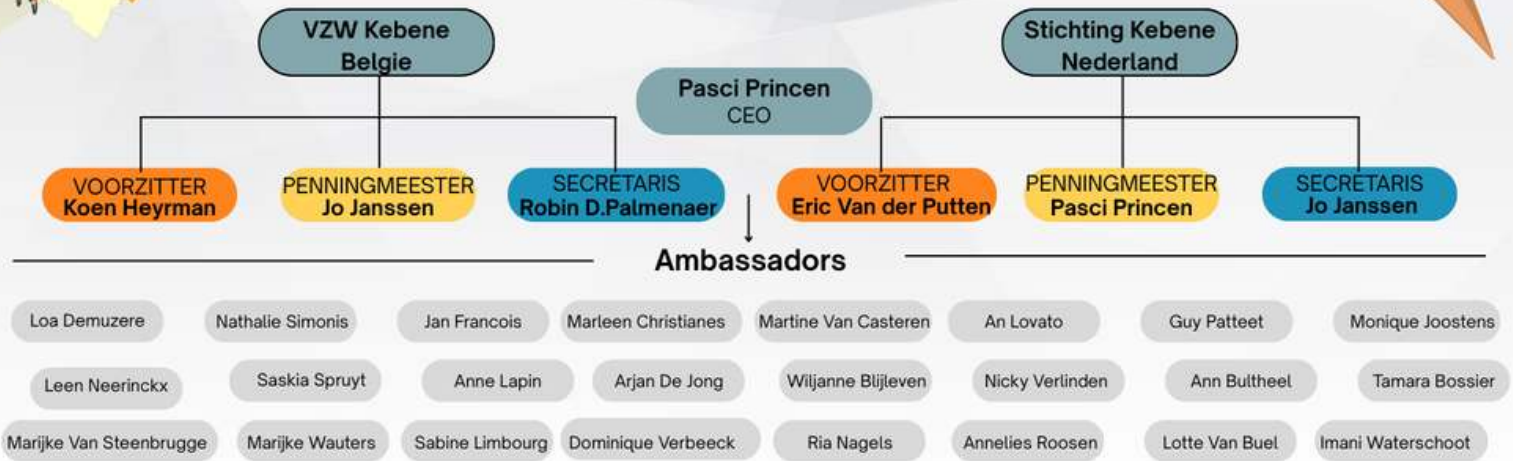 VZW Kebene
Belgie
Stichting Kebene
Nederland
Pasci Princen
CEO
VOORZITTER
Koen Heyrman
PENNINGMEESTER
Jo Janssen
SECRETARIS
Robin D.Palmenaer
VOORZITTER
Eric Van der Putten
PENNINGMEESTER
Pasci Princen
SECRETARIS
Jo Janssen
Ambassadors
Loa Demuzere
Nathalie Simonis
Jan Francois
Marleen Christianes
Martine Van Casteren
An Lovato
Guy Patteet
Monique Joostens
Leen Neerinckx
Saskia Spruyt
Anne Lapin
Arjan De Jong
Wiljanne Blijleven
Nicky Verlinden
Ann Bultheel
Tamara Bossier
Marijke Van Steenbrugge
Marijke Wauters
Sabine Limbourg
Dominique Verbeeck
Ria Nagels
Annelies Roosen
Lotte Van Buel
Imani Waterschoot